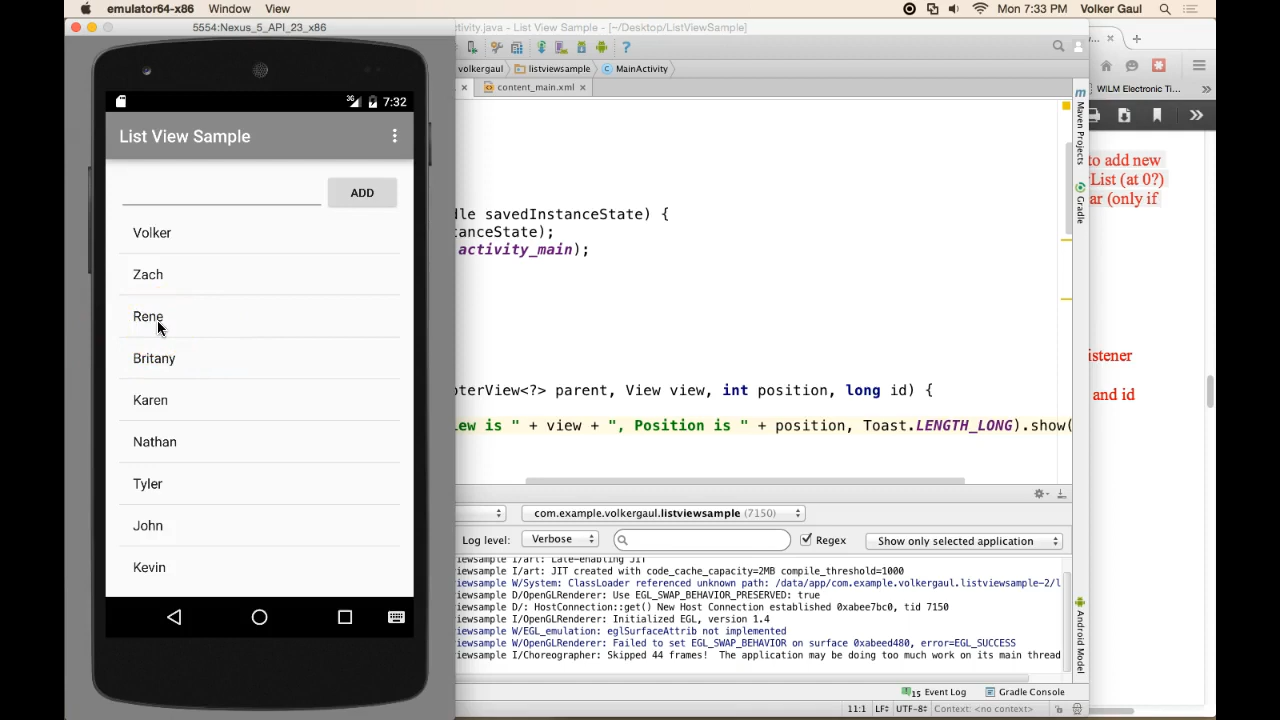 emulator64-x86 Window View
Mon 7:33 PM Volker Gaul
5554:Nexus_5_API_23_x86
tivity.java - List View Sample - [~/Desktop/ListViewSample]
volkergaul listviewsample MainActivity
content_main.xml
WILM Electronic Ti...
3G 7:32
List View Sample
ADD
Volker
Zach
Rene
Britany
Karen
Nathan
Tyler
John
Kevin
dle savedInstanceState) {
tanceState);
activity_main);
pterView<?> parent, View view, int position, long id) {
iew is " + view + ", Position is " + position, Toast.LENGTH_LONG).show(
Maven Projects
Gradle
Android Model
to add new
List (at 0?)
ar (only if
istener
and id
com.example.volkergaul.listviewsample (7150)
Log level: Verbose Regex Show only selected application
iewsample I/art: Late-enabling JIT
iewsample I/art: JIT created with code_cache_capacity=2MB compile_threshold=1000
iewsample W/System: ClassLoader referenced unknown path: /data/app/com.example.volkergaul.listviewsample-2/l
iewsample D/OpenGLRenderer: Use EGL_SWAP_BEHAVIOR_PRESERVED: true
iewsample D/: HostConnection::get() New Host Connection established 0xabee7bc0, tid 7150
iewsample I/OpenGLRenderer: Initialized EGL, version 1.4
iewsample W/EGL_emulation: eglSurfaceAttrib not implemented
iewsample W/OpenGLRenderer: Failed to set EGL_SWAP_BEHAVIOR on surface 0xabeed480, error=EGL_SUCCESS
iewsample I/Choreographer: Skipped 44 frames! The application may be doing too much work on its main thread
15 Event Log Gradle Console
11:1 LF UTF-8 Context: <no context>